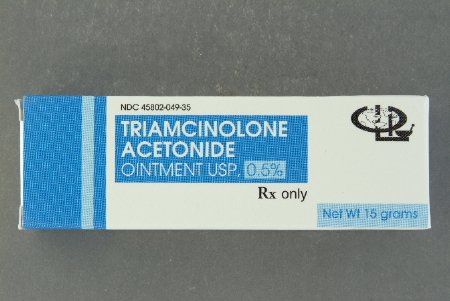 NDC 45802-049-35
TRIAMCINOLONE
ACETONIDE
OINTMENT USP, 0.5%
Rx only
Net Wt 15 grams